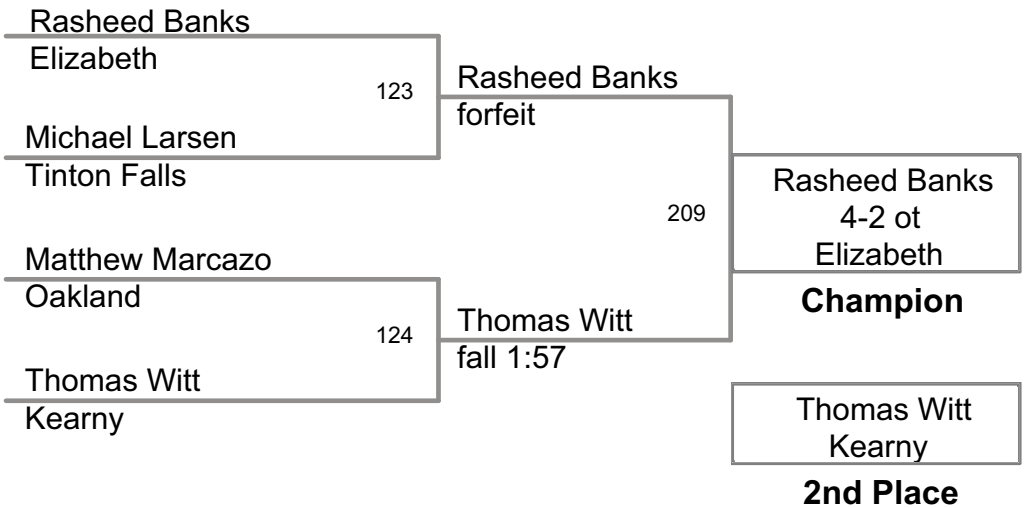 Rasheed Banks
Elizabeth
123
Michael Larsen
Tinton Falls
Rasheed Banks
forfeit
Matthew Marcazo
Oakland
124
Thomas Witt
Kearny
Thomas Witt
fall 1:57
209
Rasheed Banks
4-2 ot
Elizabeth
Champion
Thomas Witt
Kearny
2nd Place